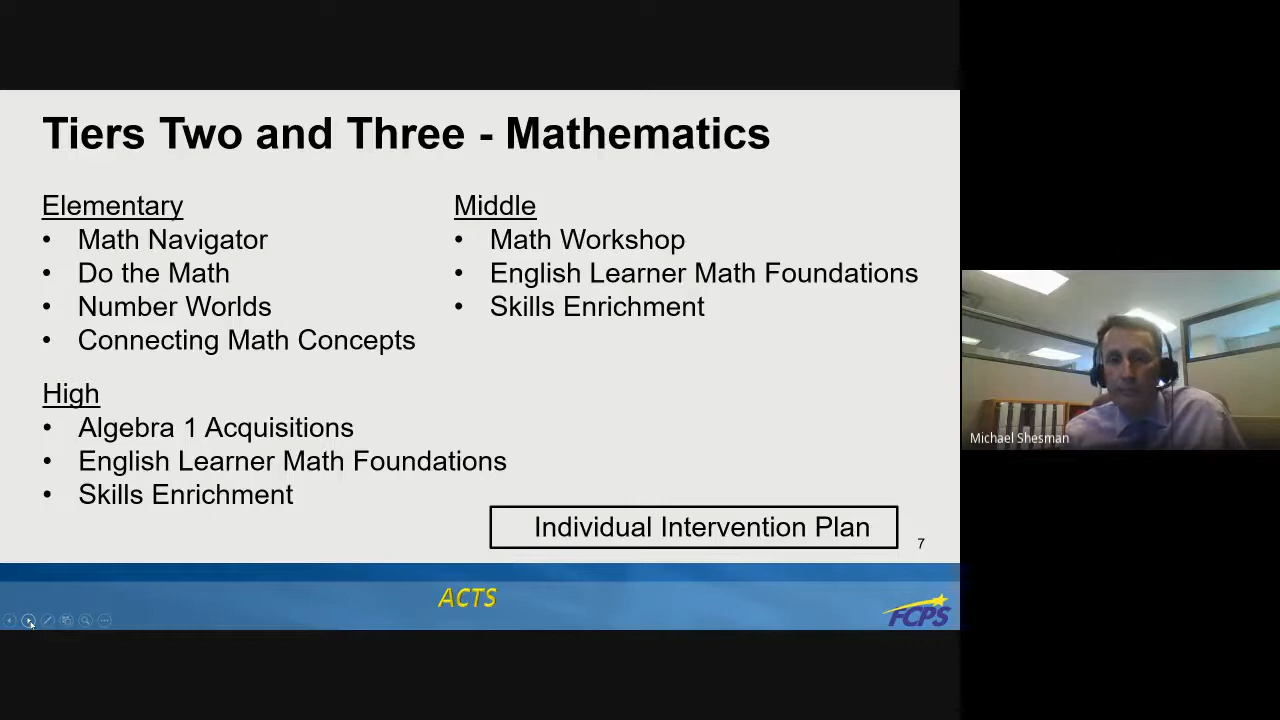 Tiers Two and Three - Mathematics
Elementary
• Math Navigator
• Do the Math
• Number Worlds
• Connecting Math Concepts
Middle
• Math Workshop
• English Learner Math Foundations
• Skills Enrichment
High
• Algebra 1 Acquisitions
• English Learner Math Foundations
• Skills Enrichment
Individual Intervention Plan
7
ACTS
FCPS
Michael Shesman